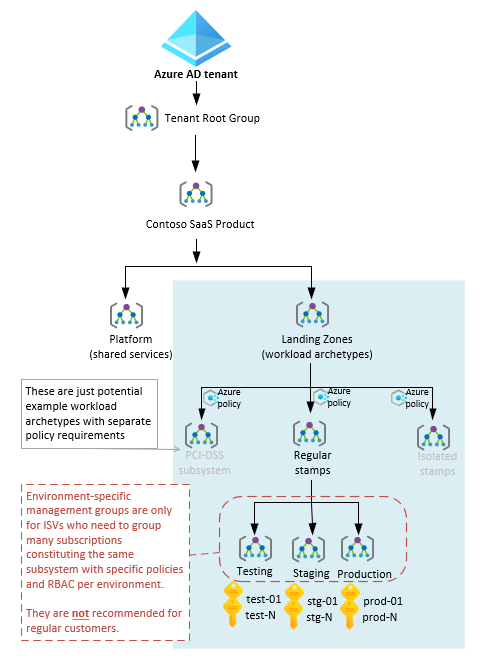 Azure AD tenant
Tenant Root Group
Contoso SaaS Product
Platform
(shared services)
Landing Zones
(workload archetypes)
These are just potential
example workload
archetypes with separate
policy requirements
Azure
policy
Azure
policy
Azure
policy
PCI-DSS
subsystem
Regular
stamps
Isolated
stamps
Environment-specific
management groups are only
for ISVs who need to group
many subscriptions
constituting the same
subsystem with specific policies
and RBAC per environment.
They are not recommended for
regular customers.
Testing
Staging
Production
test-01
test-N
stg-01
stg-N
prod-01
prod-N